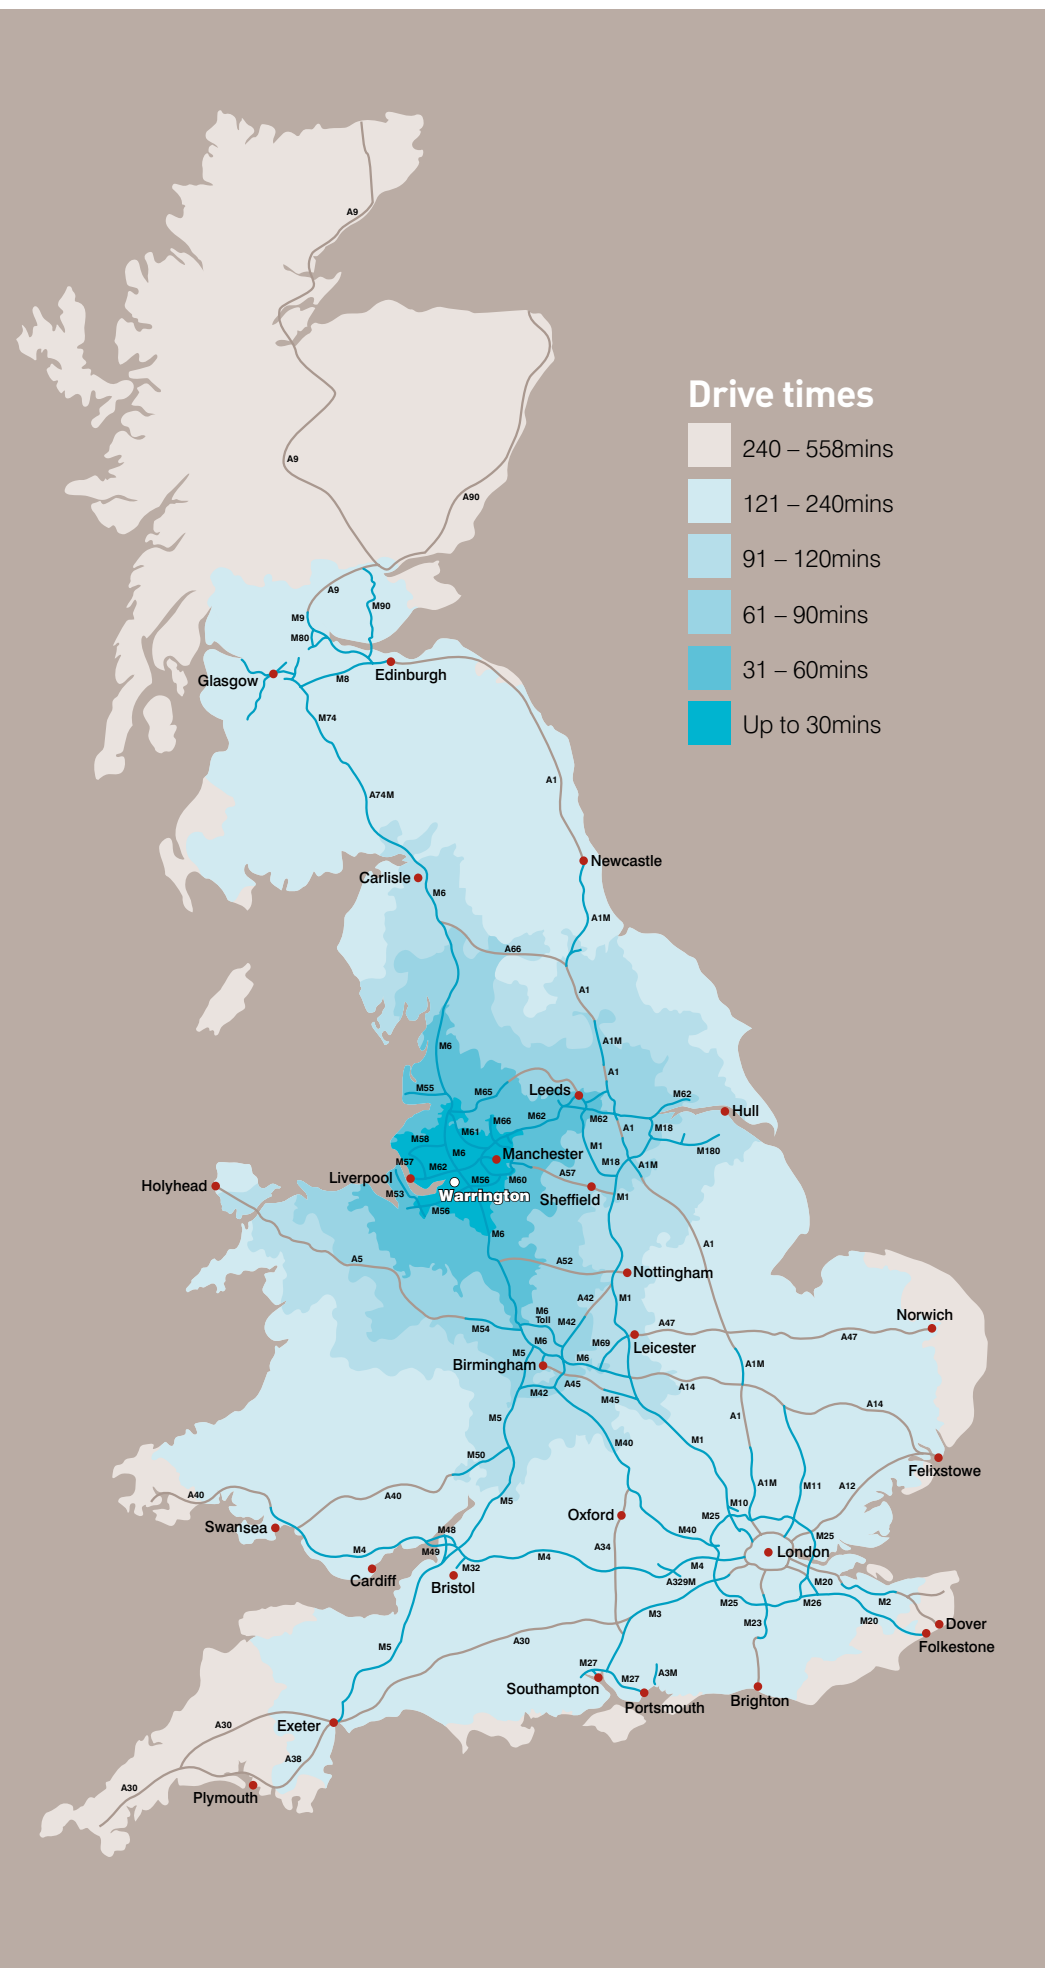 A9
Drive times
240 – 558mins
A9
121 – 240mins
A90
91 – 120mins
A9
M90
61 – 90mins
M9
M80
31 – 60mins
Glasgow
M8
Edinburgh
M74
Up to 30mins
A1
A74M
Newcastle
Carlisle
M6
A1M
A66
A1
M6
A1M
A1
M55
M65
Leeds
M62
Hull
M66
M62
M62
M61
A1
M18
M58
M1
M180
M6
Manchester
M57
M62
M18
A1M
Liverpool
M56
M60
A57
Holyhead
M53
Warrington
Sheffield
M1
M56
M6
A1
A5
A52
Nottingham
A42
M1
M6
Toll
M42
Norwich
M54
A47
A47
M6
M69
Leicester
M5
M6
Birmingham
A1M
A45
A14
M42
M45
A14
M5
A1
M40
M1
M50
Felixstowe
A40
A40
M5
A1M
M11
A12
M10
Oxford
M25
Swansea
M48
M40
M25
M49
M4
A34
London
M4
M32
M4
Cardiff
Bristol
A329M
M20
M25
M26
M2
M3
M23
M20
Dover
M5
A30
Folkestone
M27
A3M
M27
Southampton
Portsmouth
Brighton
A30
Exeter
A38
A30
Plymouth